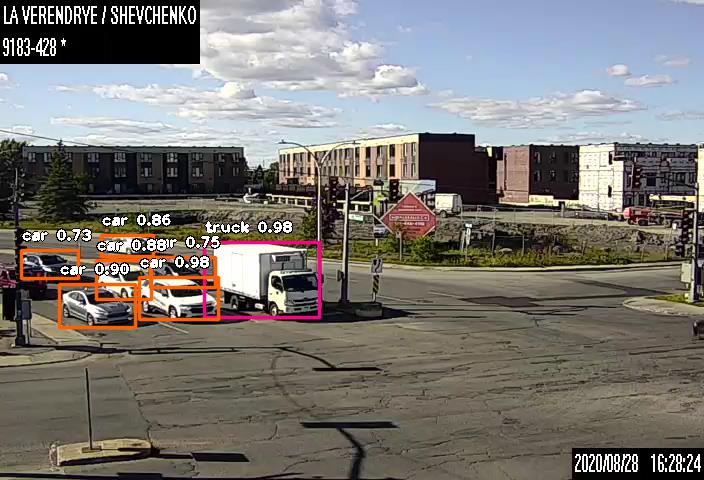 LA VERENDRYE / SHEVCHENKO
9183-428 *
car 0.86
truck 0.98
car 0.73
car 0.88
0.75
car 0.98
car 0.90
2020/08/28 16:28:24